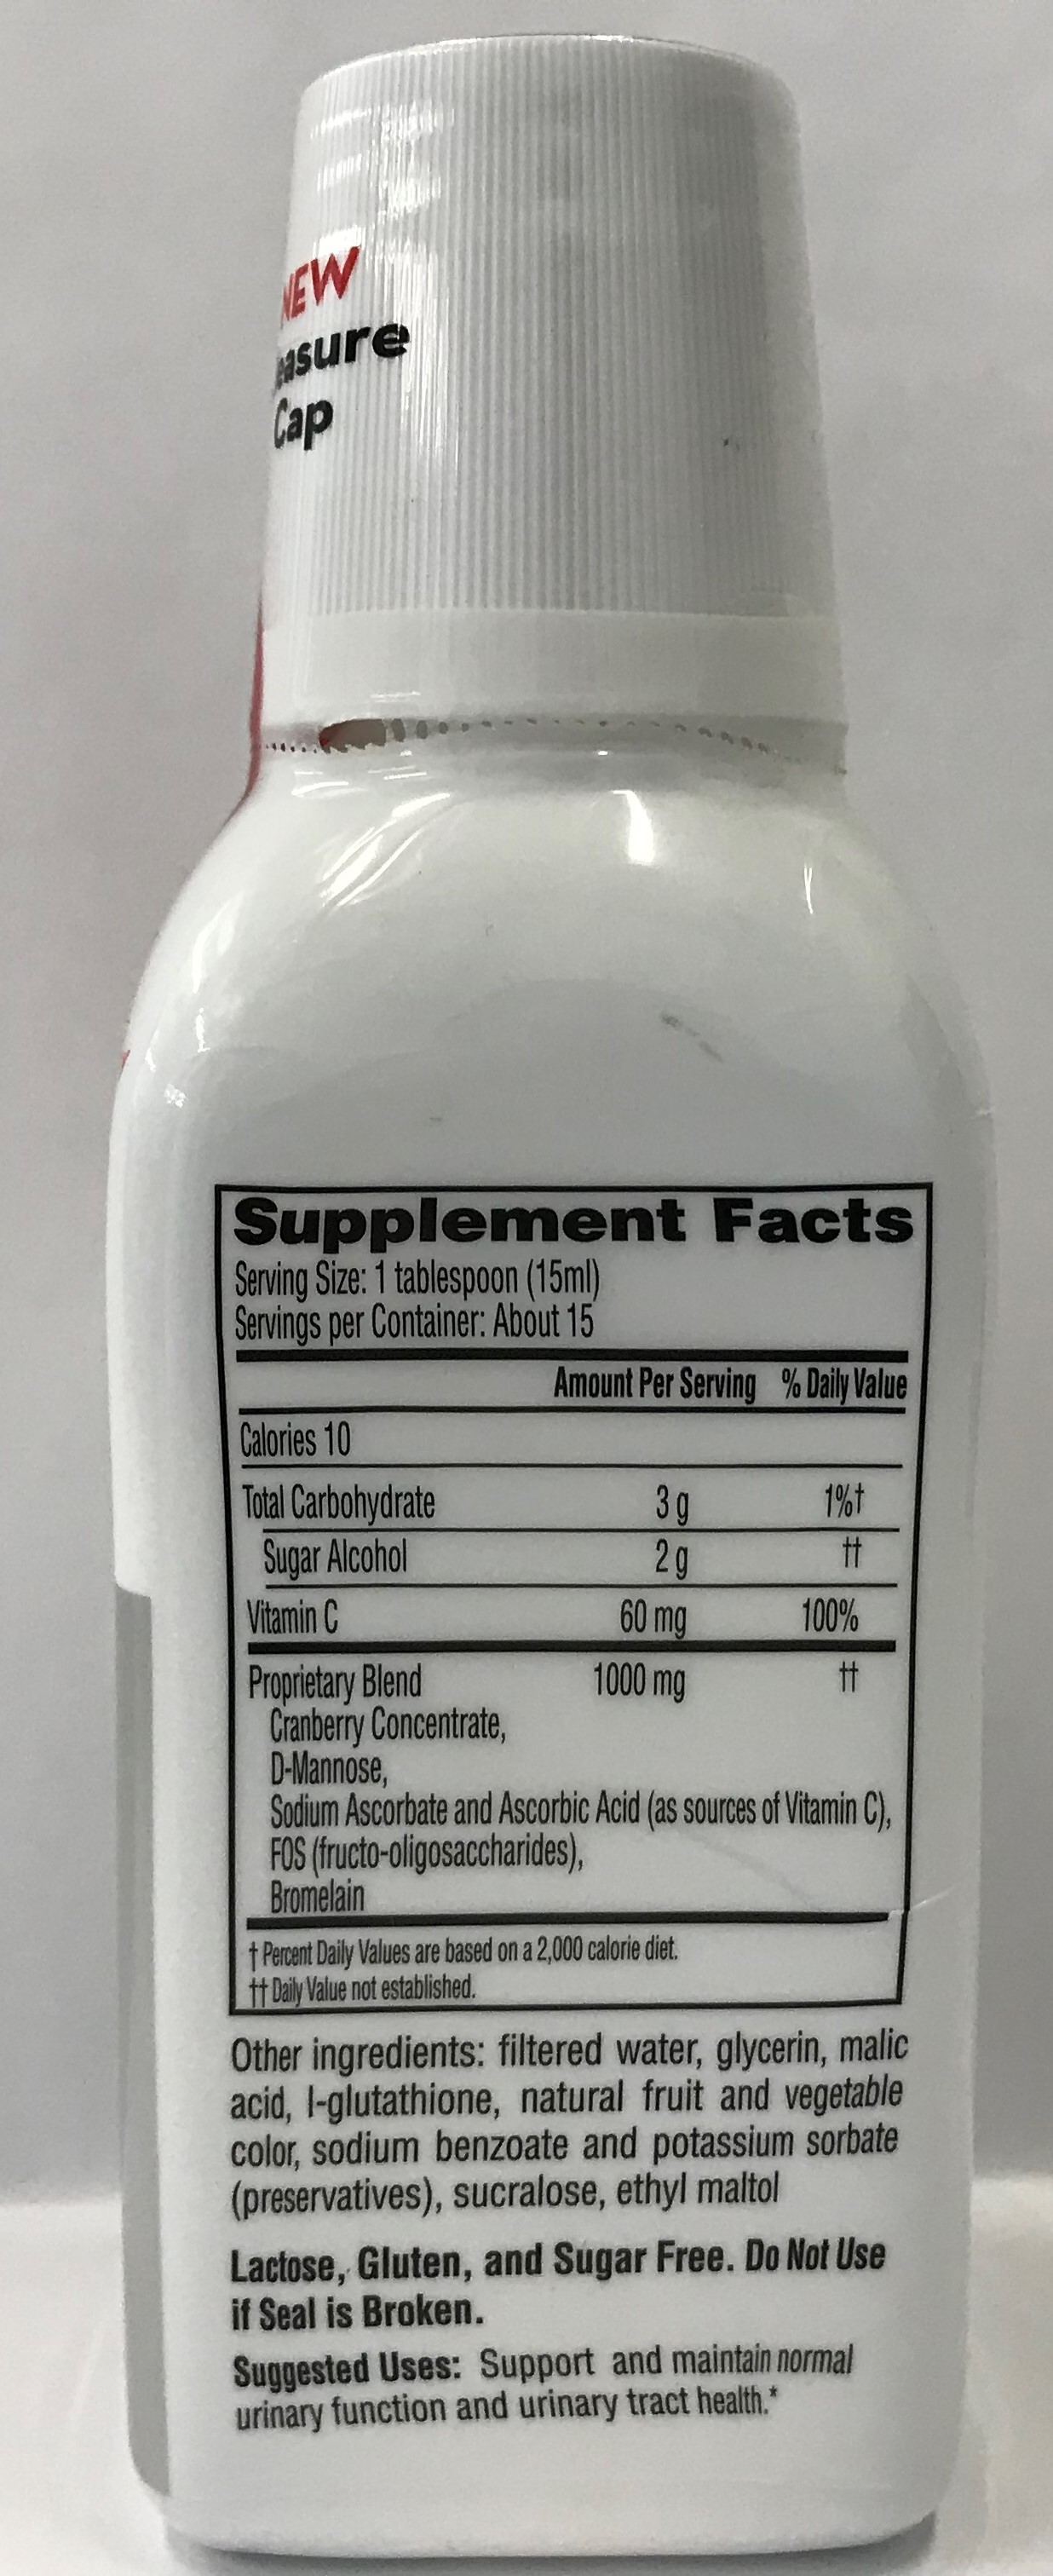 NEW
easure
Cap
Supplement Facts
Serving Size: 1 tablespoon (15ml)
Servings per Container: About 15
Amount Per Serving % Daily Value
Calories 10
Total Carbohydrate 3 g 1%†
Sugar Alcohol 2 g ††
Vitamin C 60 mg 100%
Proprietary Blend 1000 mg ††
Cranberry Concentrate,
D-Mannose,
Sodium Ascorbate and Ascorbic Acid (as sources of Vitamin C),
FOS (fructo-oligosaccharides),
Bromelain
† Percent Daily Values are based on a 2,000 calorie diet.
†† Daily Value not established.
Other ingredients: filtered water, glycerin, malic
acid, l-glutathione, natural fruit and vegetable
color, sodium benzoate and potassium sorbate
(preservatives), sucralose, ethyl maltol
Lactose, Gluten, and Sugar Free. Do Not Use
if Seal is Broken.
Suggested Uses: Support and maintain normal
urinary function and urinary tract health.*